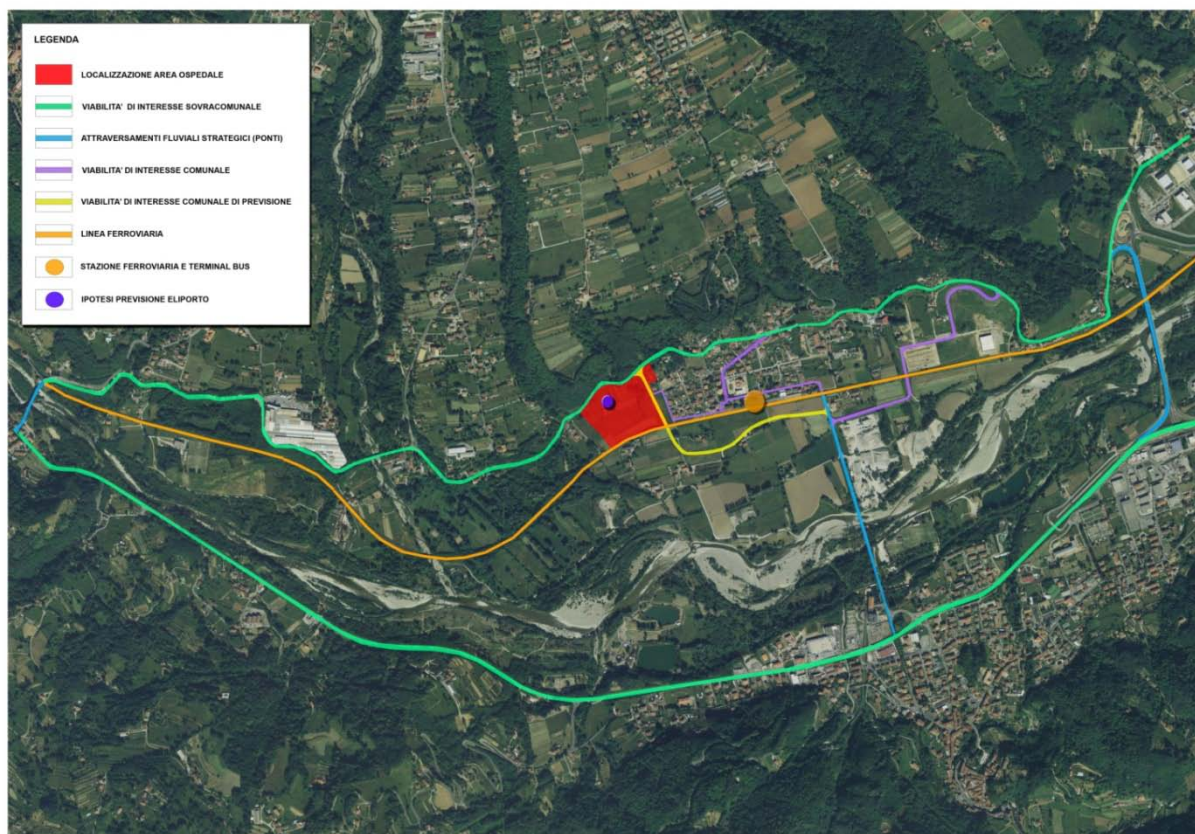 LEGENDA
LOCALIZZAZIONE AREA OSPEDALE
VIABILITA' DI INTERESSE SOVRACOMUNALE
ATTRAVERSAMENTI FLUVIALI STRATEGICI (PONTI)
VIABILITA' DI INTERESSE COMUNALE
VIABILITA' DI INTERESSE COMUNALE DI PREVISIONE
LINEA FERROVIARIA
STAZIONE FERROVIARIA E TERMINAL BUS
IPOTESI PREVISIONE ELIPORTO